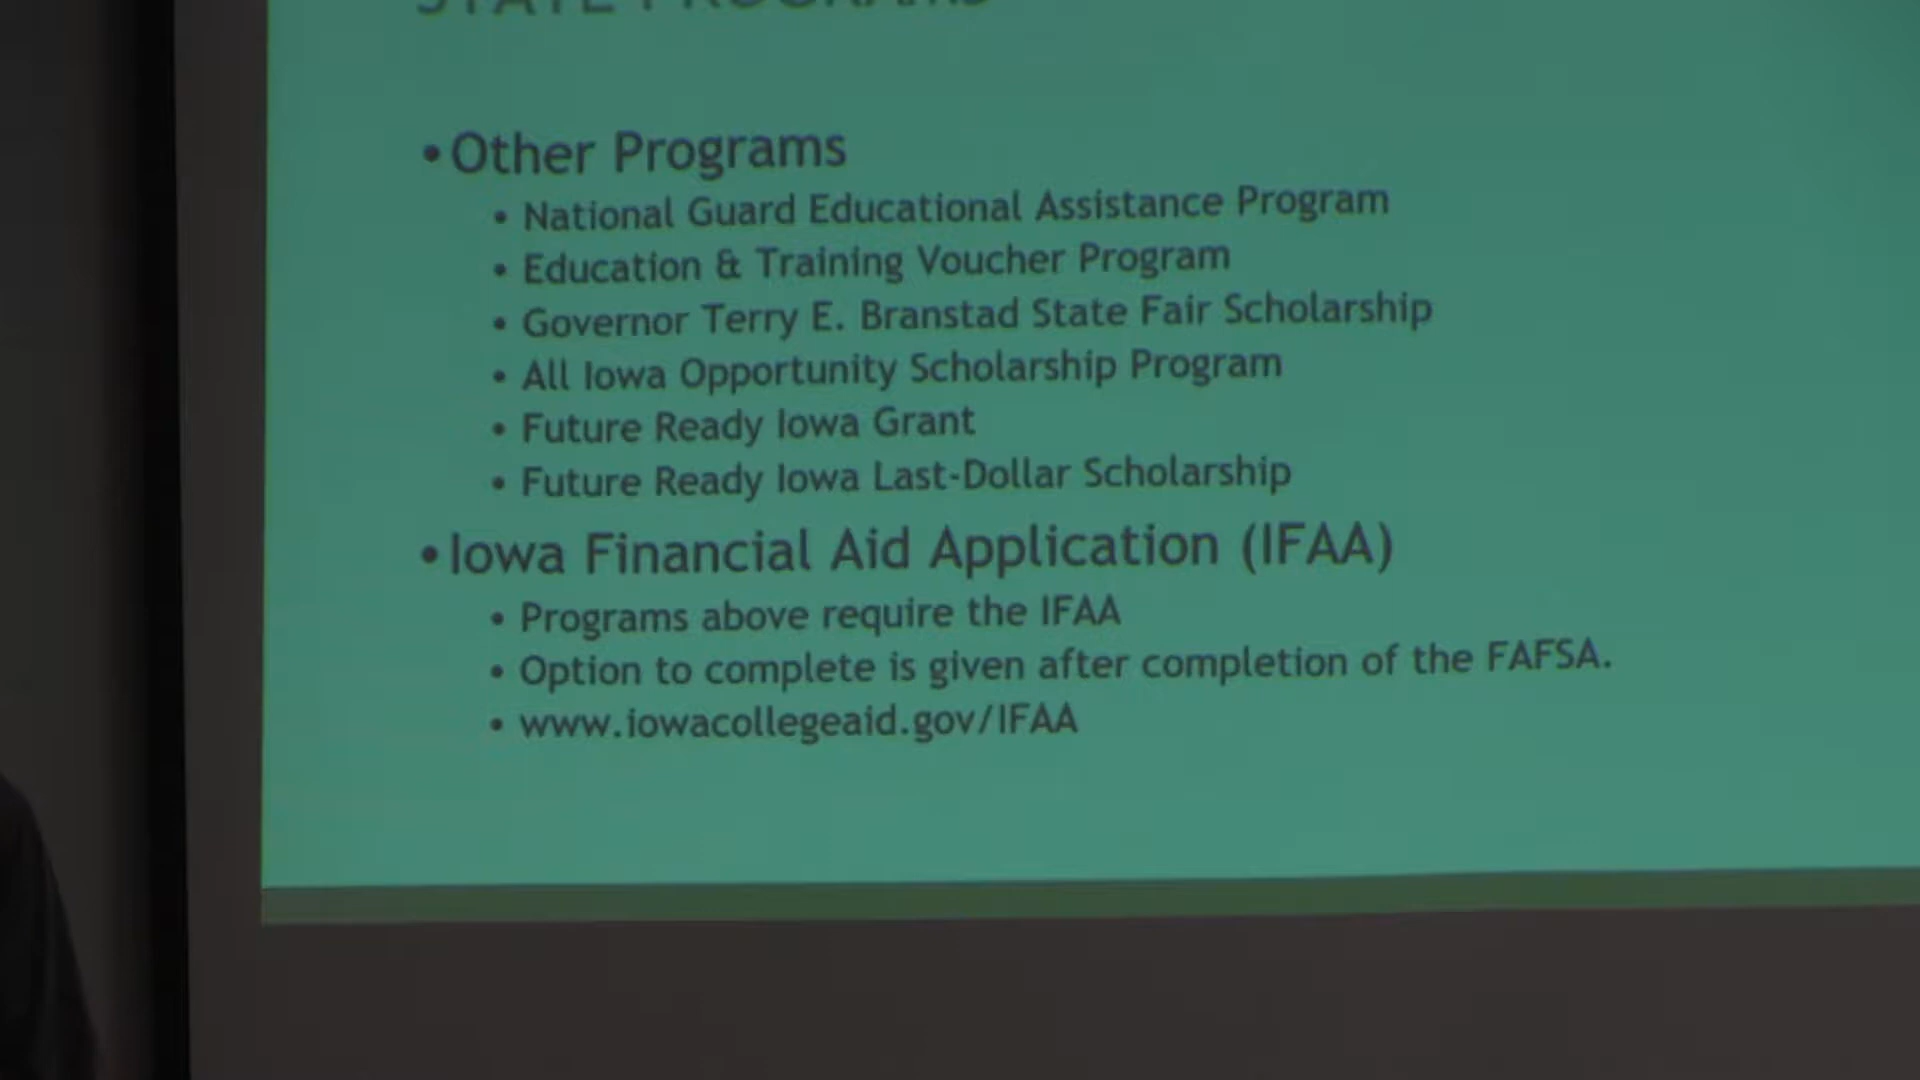 STATE PROGRAMS
• Other Programs
• National Guard Educational Assistance Program
• Education & Training Voucher Program
• Governor Terry E. Branstad State Fair Scholarship
• All Iowa Opportunity Scholarship Program
• Future Ready Iowa Grant
• Future Ready Iowa Last-Dollar Scholarship
• Iowa Financial Aid Application (IFAA)
• Programs above require the IFAA
• Option to complete is given after completion of the FAFSA.
• www.iowacollegeaid.gov/IFAA